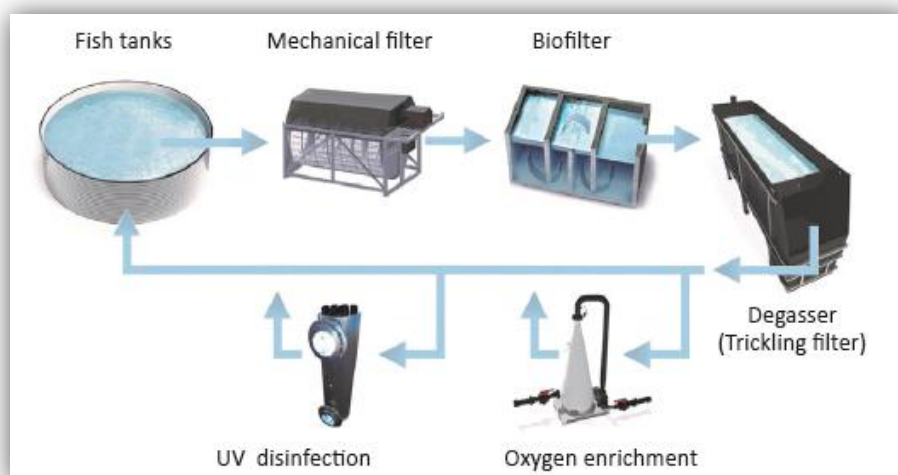 Fish tanks
Mechanical filter
Biofilter
Degasser
(Trickling filter)
UV disinfection
Oxygen enrichment